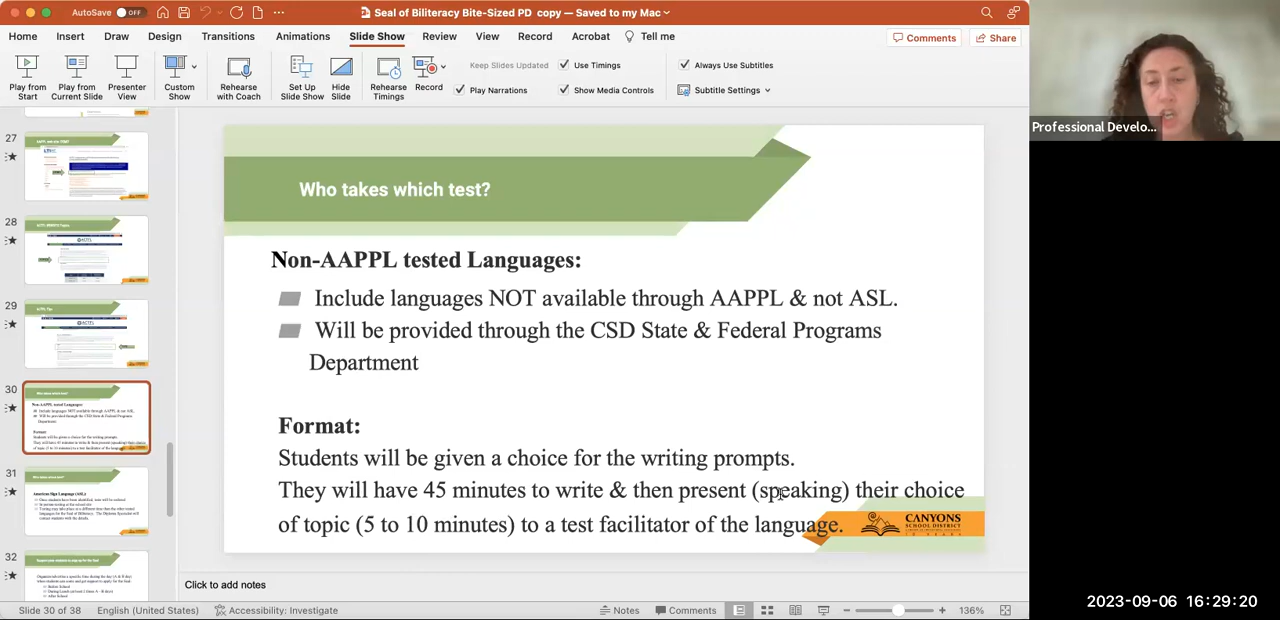 AutoSave OFF
Seal of Biliteracy Bite-Sized PD copy — Saved to my Mac
Home Insert Draw Design Transitions Animations Slide Show Review View Record Acrobat Tell me
Comments Share
Play from Start
Play from Current Slide
Presenter View
Custom Show
Rehearse with Coach
Set Up Slide Show
Hide Slide
Rehearse Timings
Record
Keep Slides Updated
Use Timings
Play Narrations
Show Media Controls
Always Use Subtitles
Subtitle Settings
Professional Develo...
27
28
29
30
31
32
Who takes which test?
Non-AAPPL tested Languages:
Include languages NOT available through AAPPL & not ASL.
Will be provided through the CSD State & Federal Programs
Department
Format:
Students will be given a choice for the writing prompts.
They will have 45 minutes to write & then present (speaking) their choice
of topic (5 to 10 minutes) to a test facilitator of the language.
CANYONS
SCHOOL DISTRICT
Click to add notes
Slide 30 of 38 English (United States) Accessibility: Investigate Notes Comments 136%
2023-09-06 16:29:20